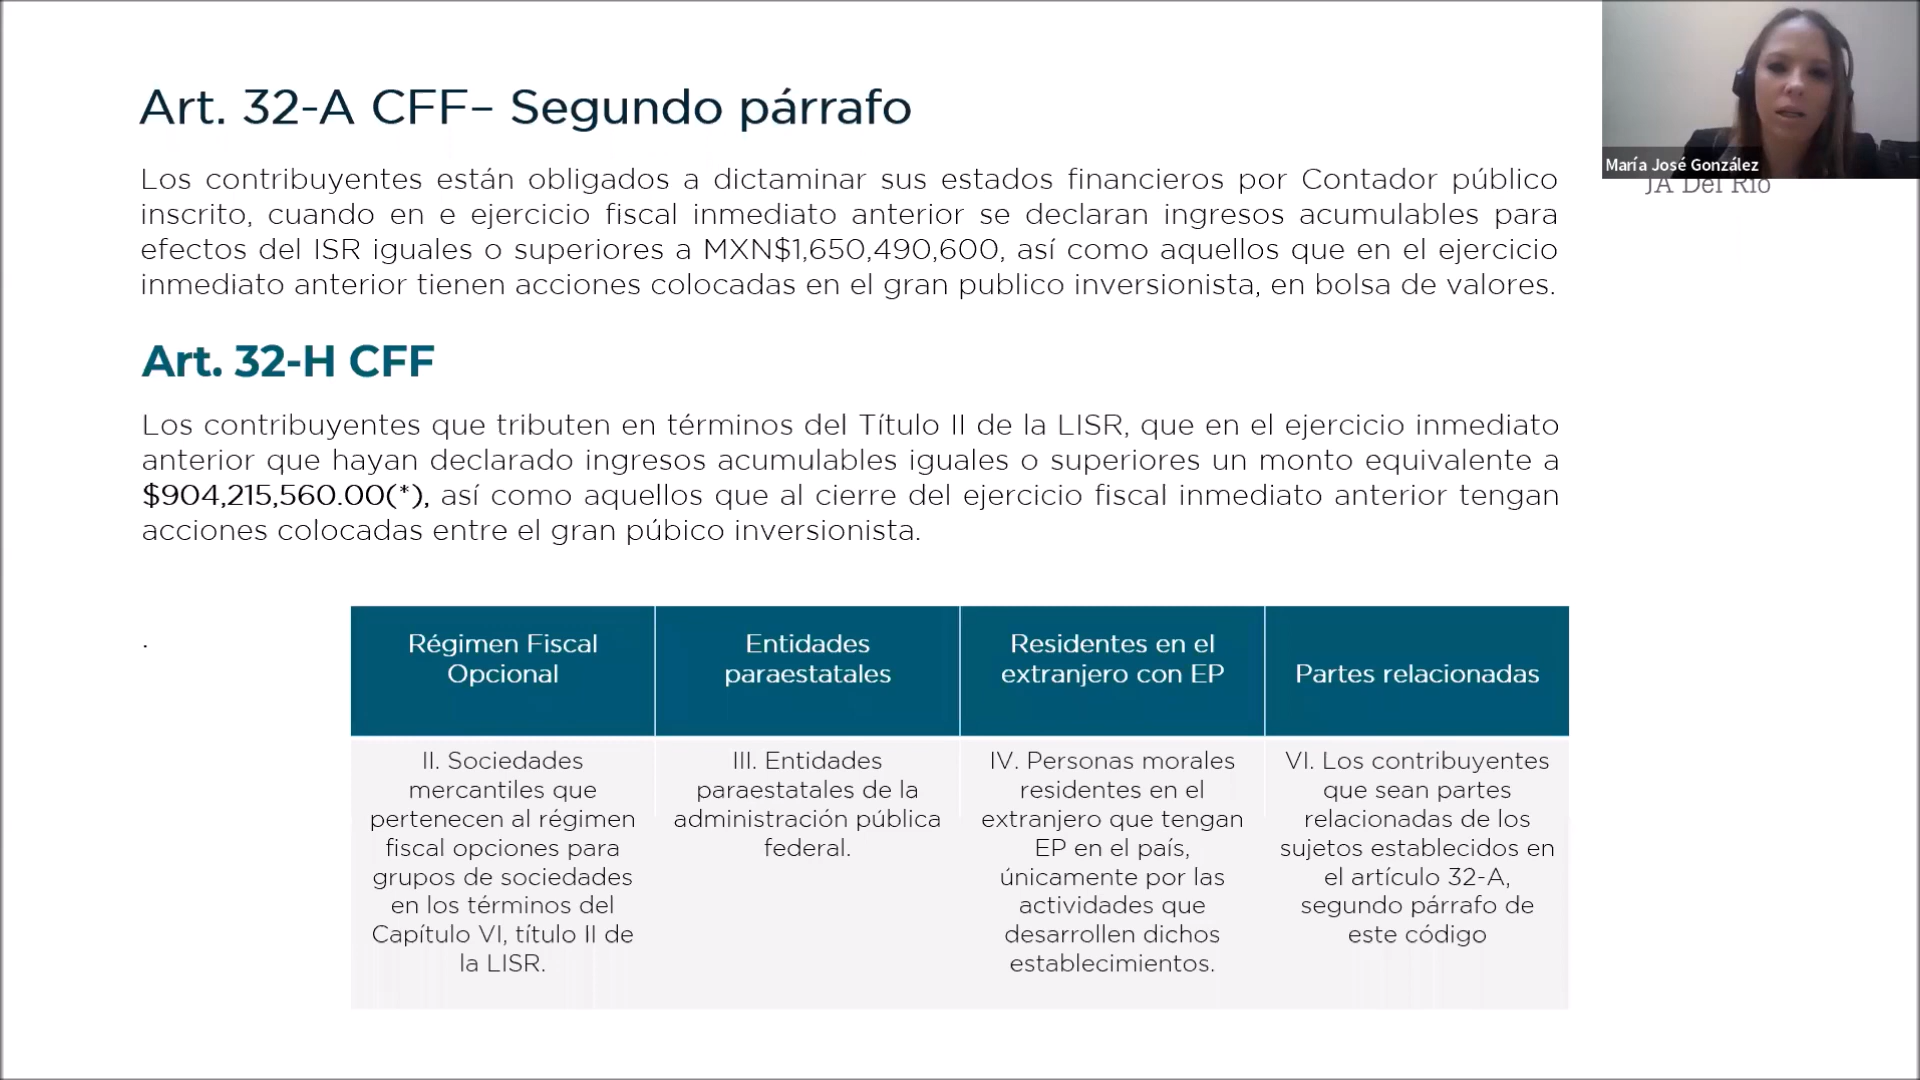 Art. 32-A CFF– Segundo párrafo
Los contribuyentes están obligados a dictaminar sus estados financieros por Contador público
inscrito, cuando en e ejercicio fiscal inmediato anterior se declaran ingresos acumulables para
efectos del ISR iguales o superiores a MXN$1,650,490,600, así como aquellos que en el ejercicio
inmediato anterior tienen acciones colocadas en el gran publico inversionista, en bolsa de valores.
María José González
JA Del Río
Art. 32-H CFF
Los contribuyentes que tributen en términos del Título II de la LISR, que en el ejercicio inmediato
anterior que hayan declarado ingresos acumulables iguales o superiores un monto equivalente a
$904,215,560.00(*), así como aquellos que al cierre del ejercicio fiscal inmediato anterior tengan
acciones colocadas entre el gran púbico inversionista.
.
Régimen Fiscal
Opcional
Entidades
paraestatales
Residentes en el
extranjero con EP
Partes relacionadas
II. Sociedades
mercantiles que
pertenecen al régimen
fiscal opciones para
grupos de sociedades
en los términos del
Capítulo VI, título II de
la LISR.
III. Entidades
paraestatales de la
administración pública
federal.
IV. Personas morales
residentes en el
extranjero que tengan
EP en el país,
únicamente por las
actividades que
desarrollen dichos
establecimientos.
VI. Los contribuyentes
que sean partes
relacionadas de los
sujetos establecidos en
el artículo 32-A,
segundo párrafo de
este código